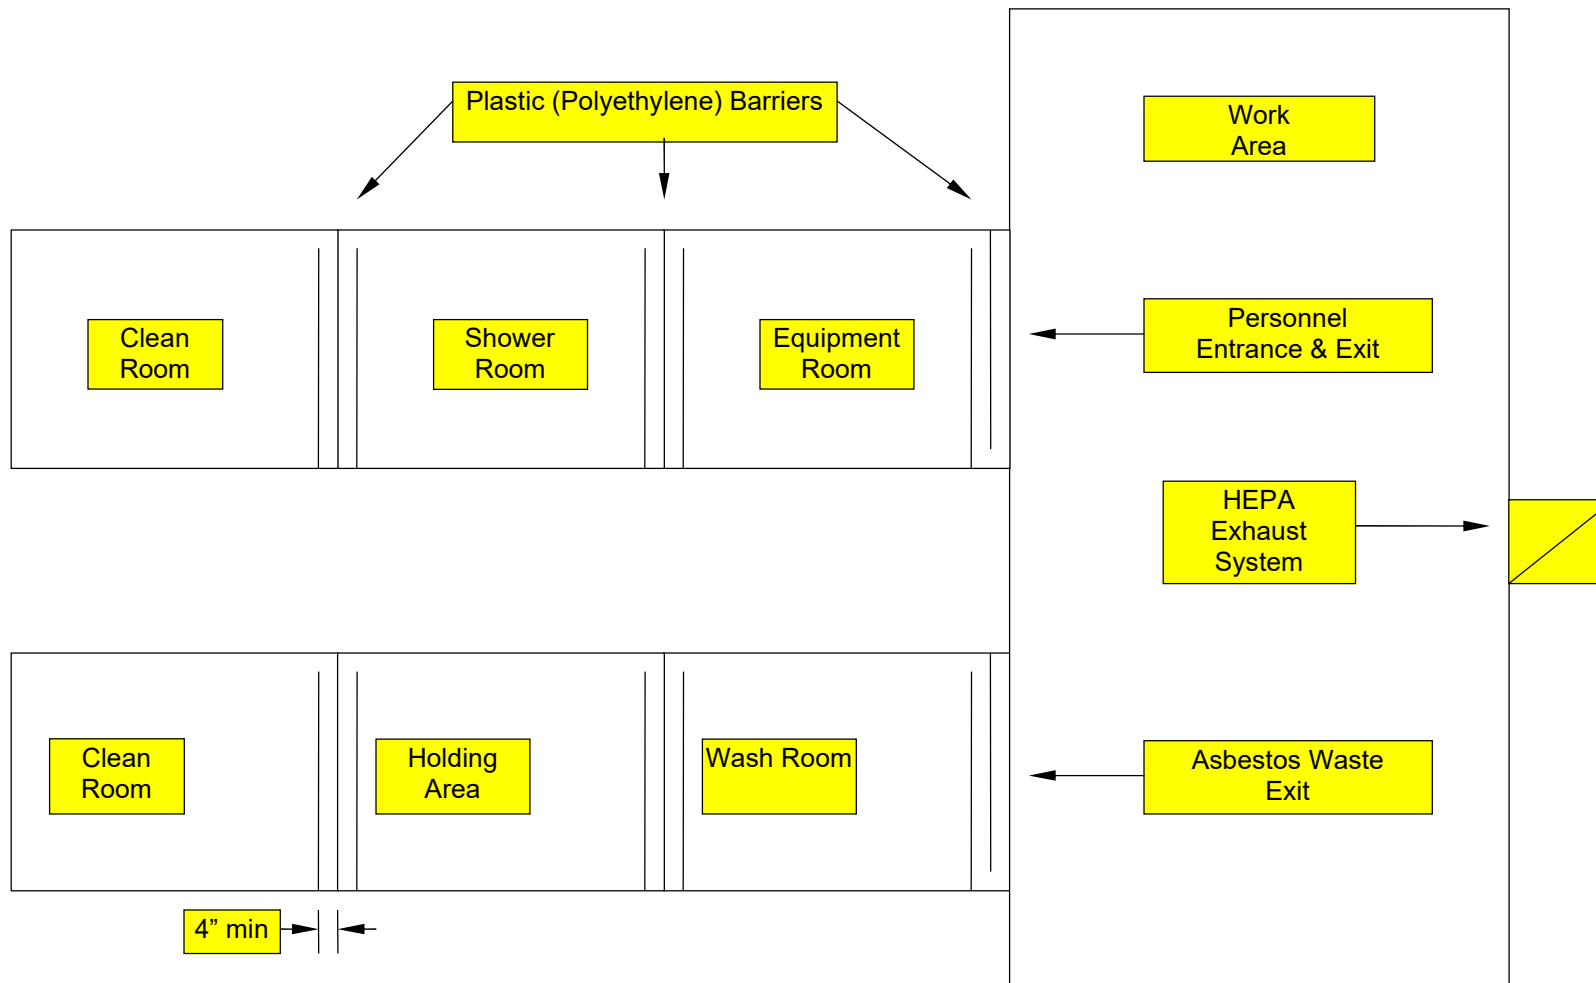 Plastic (Polyethylene) Barriers
Work
Area
Clean
Room
Shower
Room
Equipment
Room
Personnel
Entrance & Exit
HEPA
Exhaust
System
Clean
Room
Holding
Area
Wash Room
Asbestos Waste
Exit
4” min